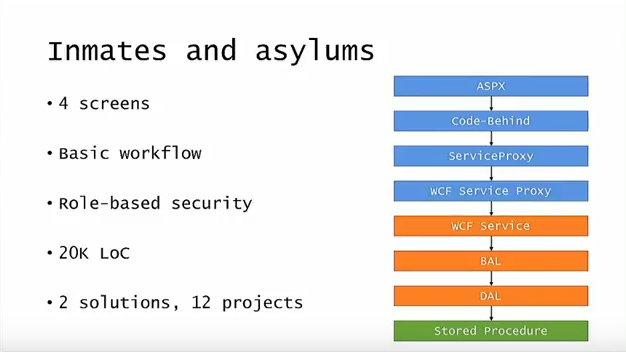 Inmates and asylums
• 4 screens
• Basic workflow
• Role-based security
• 20K LoC
• 2 solutions, 12 projects
ASPX
Code-Behind
ServiceProxy
WCF Service Proxy
WCF Service
BAL
DAL
Stored Procedure